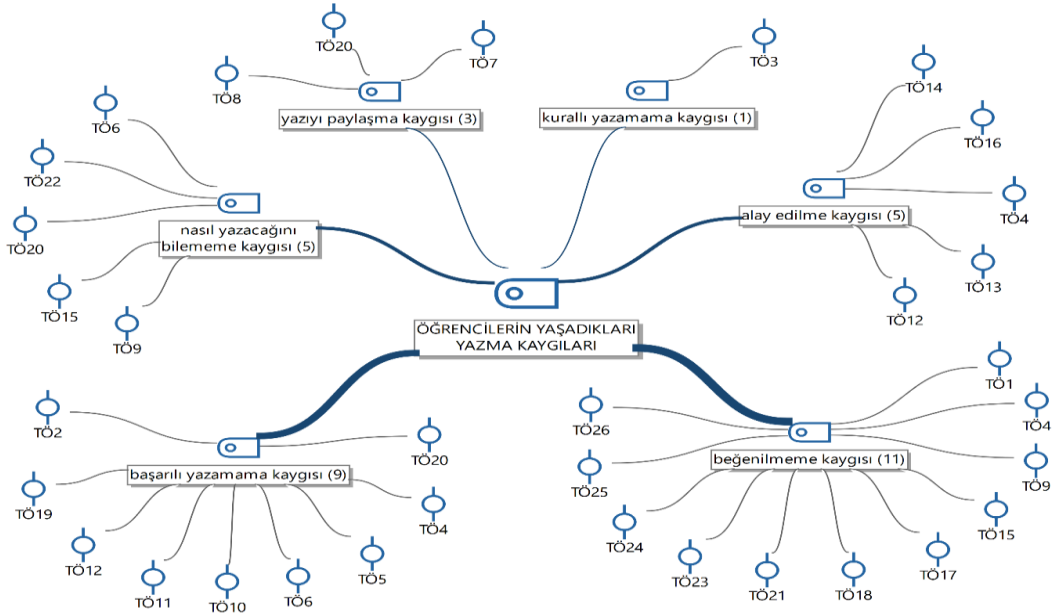 TÖ20
TÖ7
TÖ8
yazıyı paylaşma kaygısı (3)
TÖ3
kurallı yazamama kaygısı (1)
TÖ14
TÖ16
TÖ4
alay edilme kaygısı (5)
TÖ13
TÖ12
TÖ6
TÖ22
TÖ20
nasıl yazacağını
bilememe kaygısı (5)
TÖ15
TÖ9
ÖĞRENCİLERİN YAŞADIKLARI
YAZMA KAYGILARI
TÖ2
TÖ20
başarılı yazamama kaygısı (9)
TÖ19
TÖ4
TÖ12
TÖ11
TÖ10
TÖ6
TÖ5
TÖ1
TÖ26
TÖ4
beğenilmeme kaygısı (11)
TÖ25
TÖ9
TÖ24
TÖ15
TÖ23
TÖ21
TÖ18
TÖ17